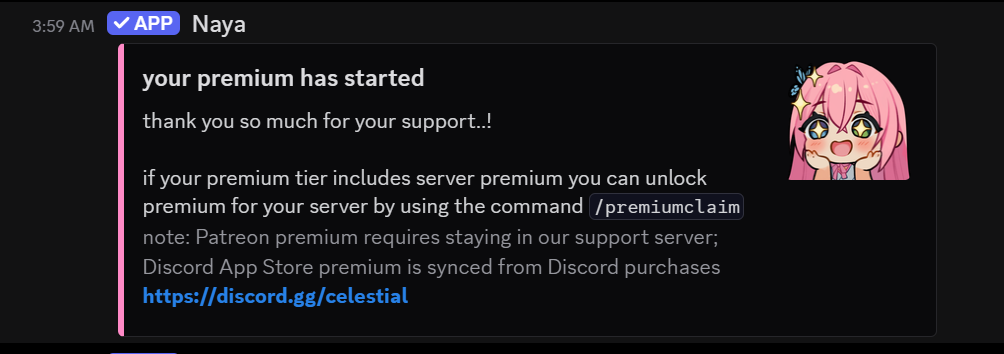 3:59 AM ✓ APP Naya
your premium has started
thank you so much for your support..!
if your premium tier includes server premium you can unlock
premium for your server by using the command /premiumclaim
note: Patreon premium requires staying in our support server;
Discord App Store premium is synced from Discord purchases
https://discord.gg/celestial